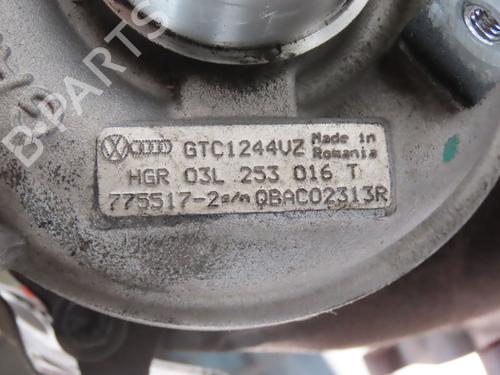 GTC1244VZ Made in Romania
HGR 03L 253 016 T
775517-2 s/n QBAC02313R
B-PARTS